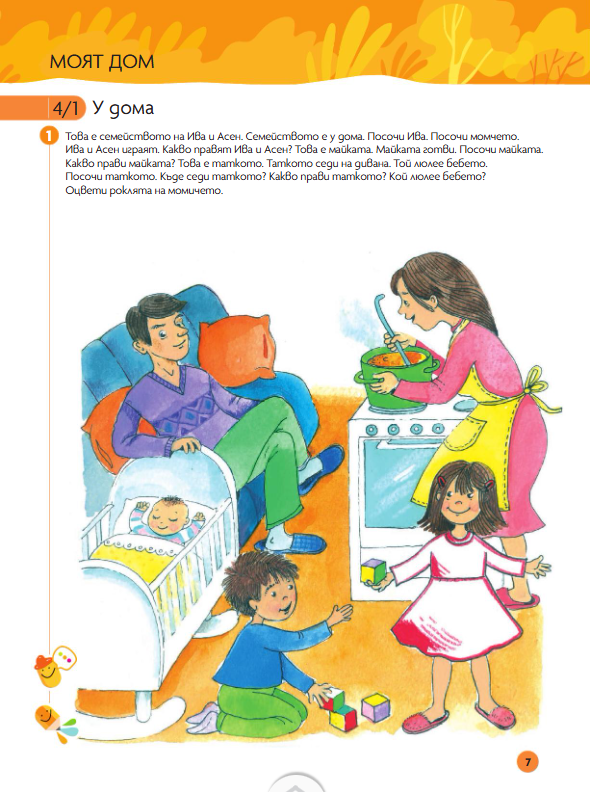 МОЯТ ДОМ
4/1 У дома
1 Това е семейството на Ива и Асен. Семейството е у дома. Посочи Ива. Посочи момчето.
Ива и Асен играят. Какво правят Ива и Асен? Това е майката. Майката готви. Посочи майката.
Какво прави майката? Това е таткото. Таткото седи на дивана. Той люлее бебето.
Посочи таткото. Къде седи таткото? Какво прави таткото? Кой люлее бебето?
Оцвети роклята на момичето.
7